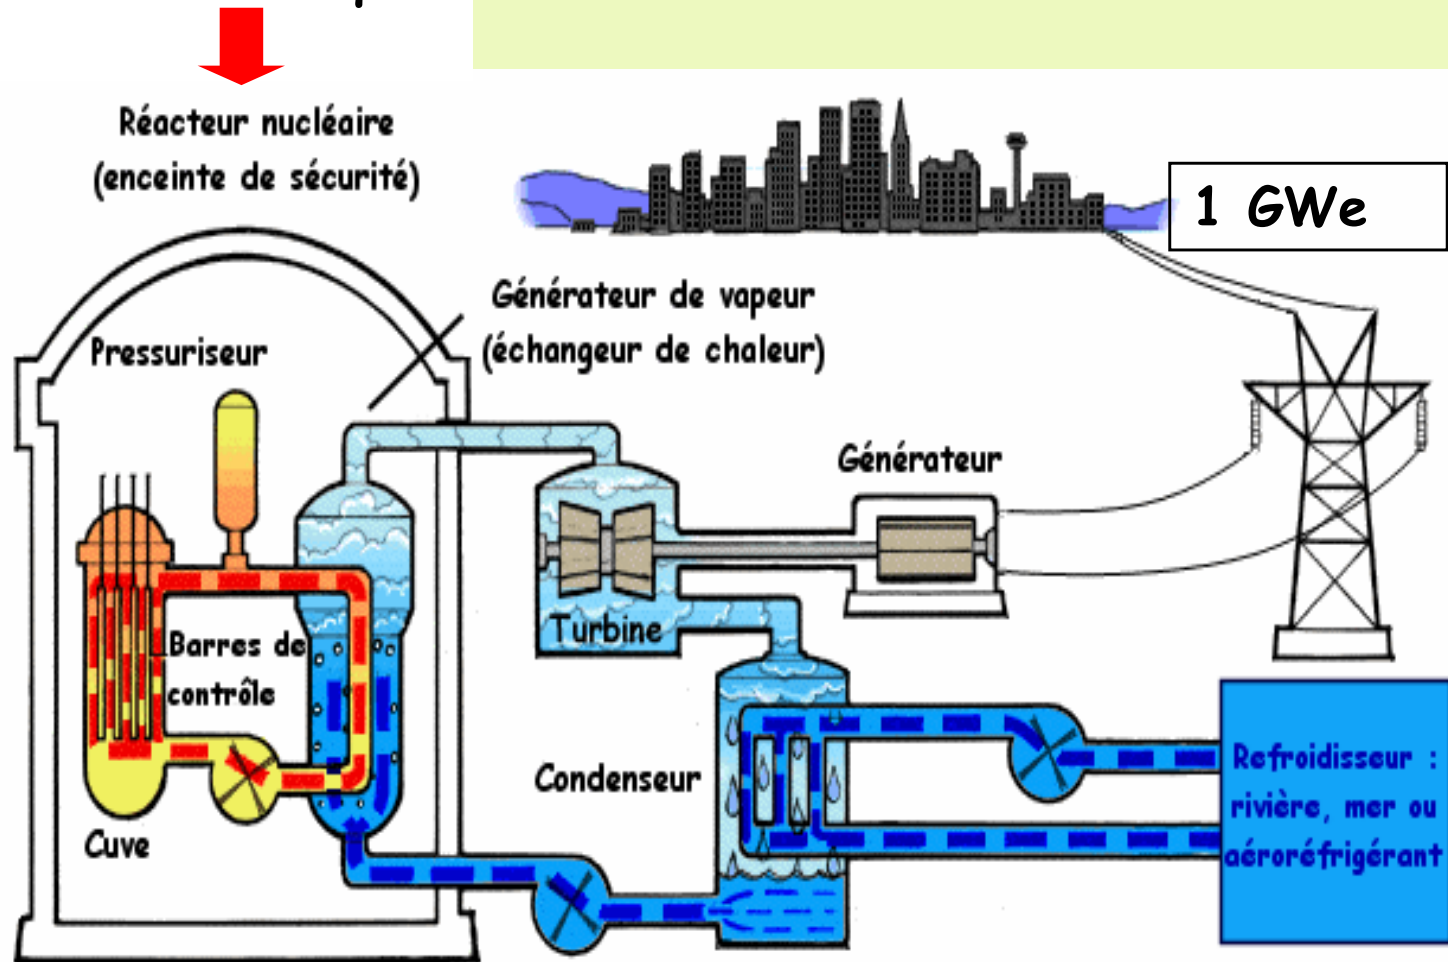 Réacteur nucléaire
(enceinte de sécurité)
1 GWe
Générateur de vapeur
(échangeur de chaleur)
Pressuriseur
Générateur
Turbine
Barres de
contrôle
Condenseur
Refroidisseur :
rivière, mer ou
aéroréfrigérant
Cuve